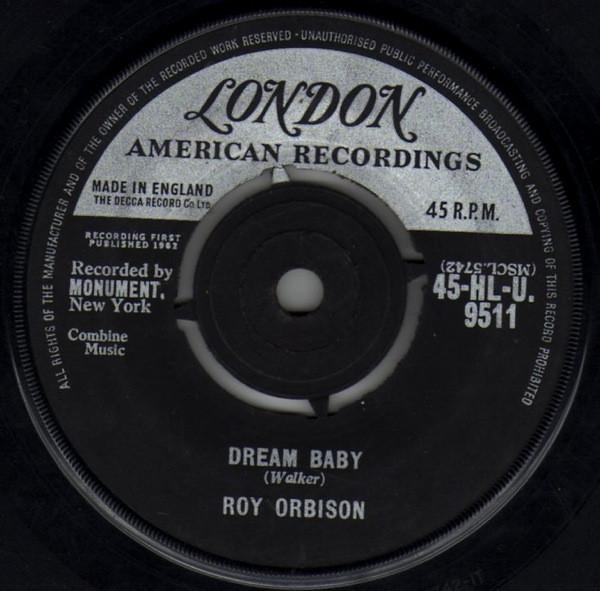 ALL RIGHTS OF THE MANUFACTURER AND OF THE OWNER OF THE RECORDED WORK RESERVED · UNAUTHORISED PUBLIC PERFORMANCE BROADCASTING AND COPYING OF THIS RECORD PROHIBITED
LONDON
AMERICAN RECORDINGS
MADE IN ENGLAND
THE DECCA RECORD Co Ltd.
45 R.P.M.
RECORDING FIRST
PUBLISHED 1962
(MSCL.5742)
Recorded by
MONUMENT,
New York
45-HL-U.
9511
Combine
Music
DREAM BABY
(Walker)
ROY ORBISON